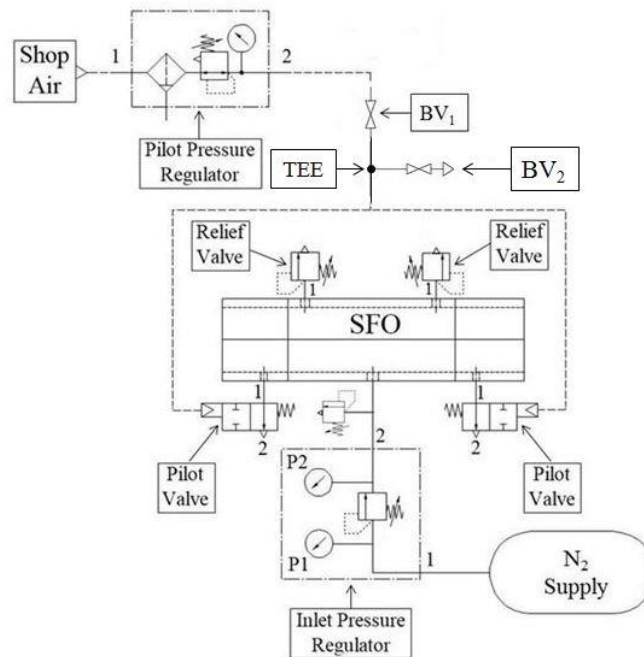 Shop
Air
1
2
Pilot Pressure
Regulator
BV1
TEE
BV2
Relief
Valve
Relief
Valve
1
1
SFO
1
1
2
2
2
Pilot
Valve
Pilot
Valve
P2
P1
1
N2
Supply
Inlet Pressure
Regulator